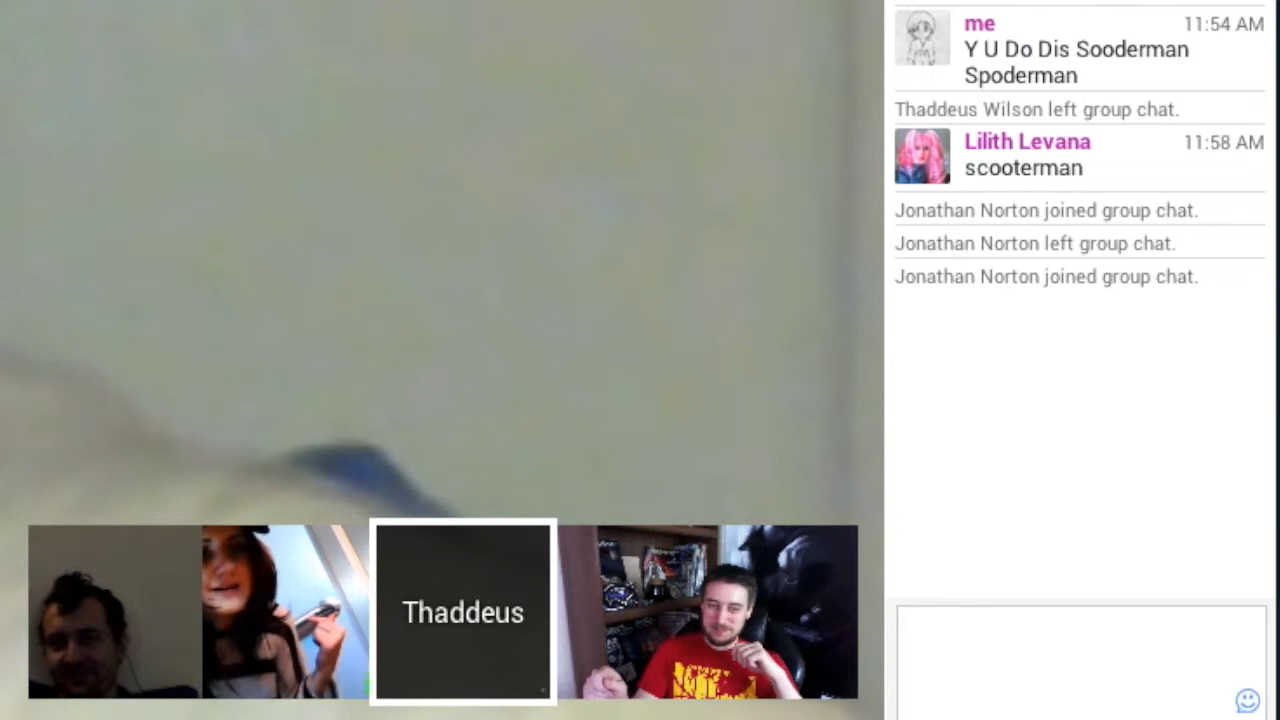 me 11:54 AM
Y U Do Dis Sooderman
Spoderman
Thaddeus Wilson left group chat.
Lilith Levana 11:58 AM
scooterman
Jonathan Norton joined group chat.
Jonathan Norton left group chat.
Jonathan Norton joined group chat.
Thaddeus